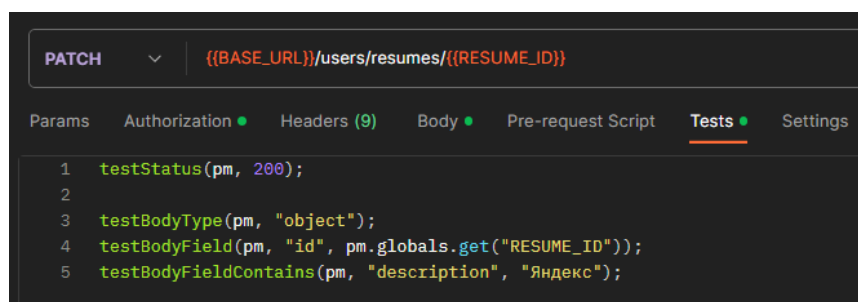 PATCH {{BASE_URL}}/users/resumes/{{RESUME_ID}}
Params Authorization Headers (9) Body Pre-request Script Tests Settings
1 testStatus(pm, 200);
2
3 testBodyType(pm, "object");
4 testBodyField(pm, "id", pm.globals.get("RESUME_ID"));
5 testBodyFieldContains(pm, "description", "Яндекс");